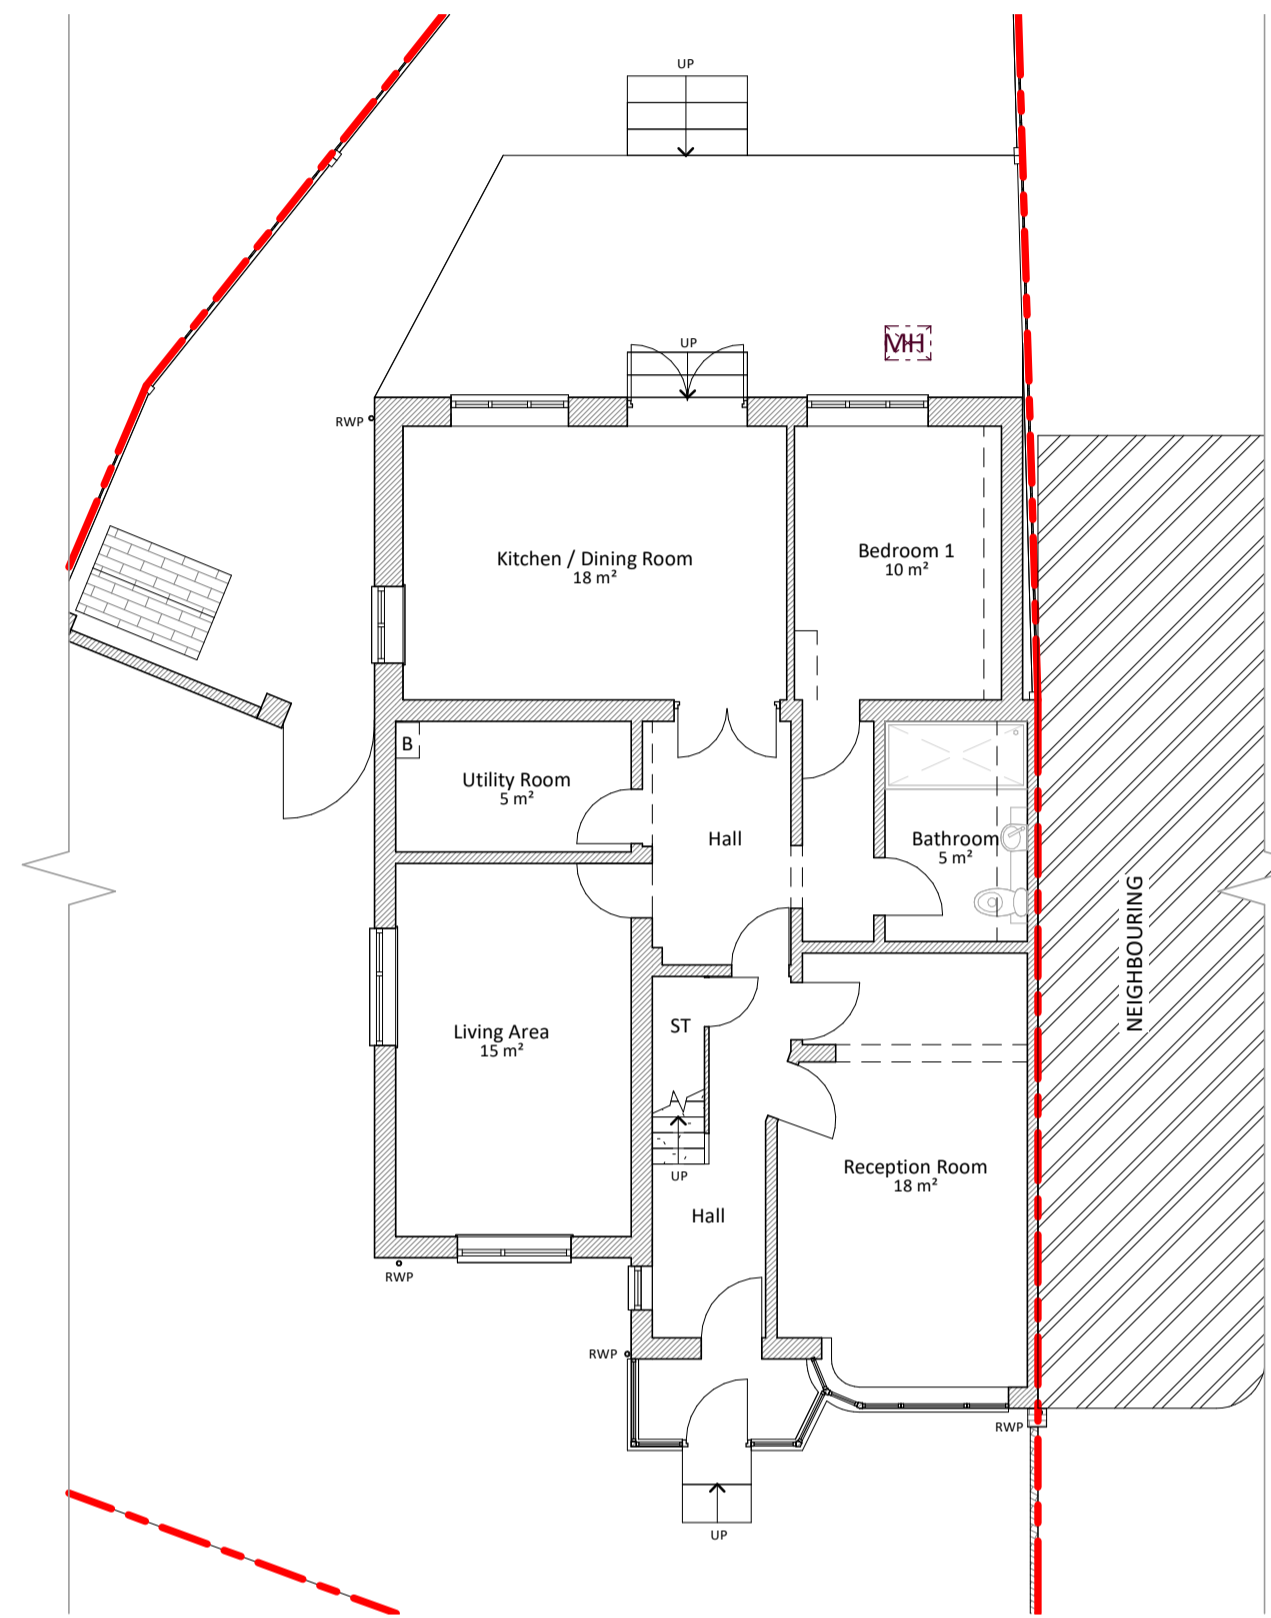 UP
UP
MH
RWP
Kitchen / Dining Room
18 m²
Bedroom 1
10 m²
B
Utility Room
5 m²
Hall
Bathroom
5 m²
NEIGHBOURING
Living Area
15 m²
ST
UP
Reception Room
18 m²
Hall
RWP
RWP
RWP
UP